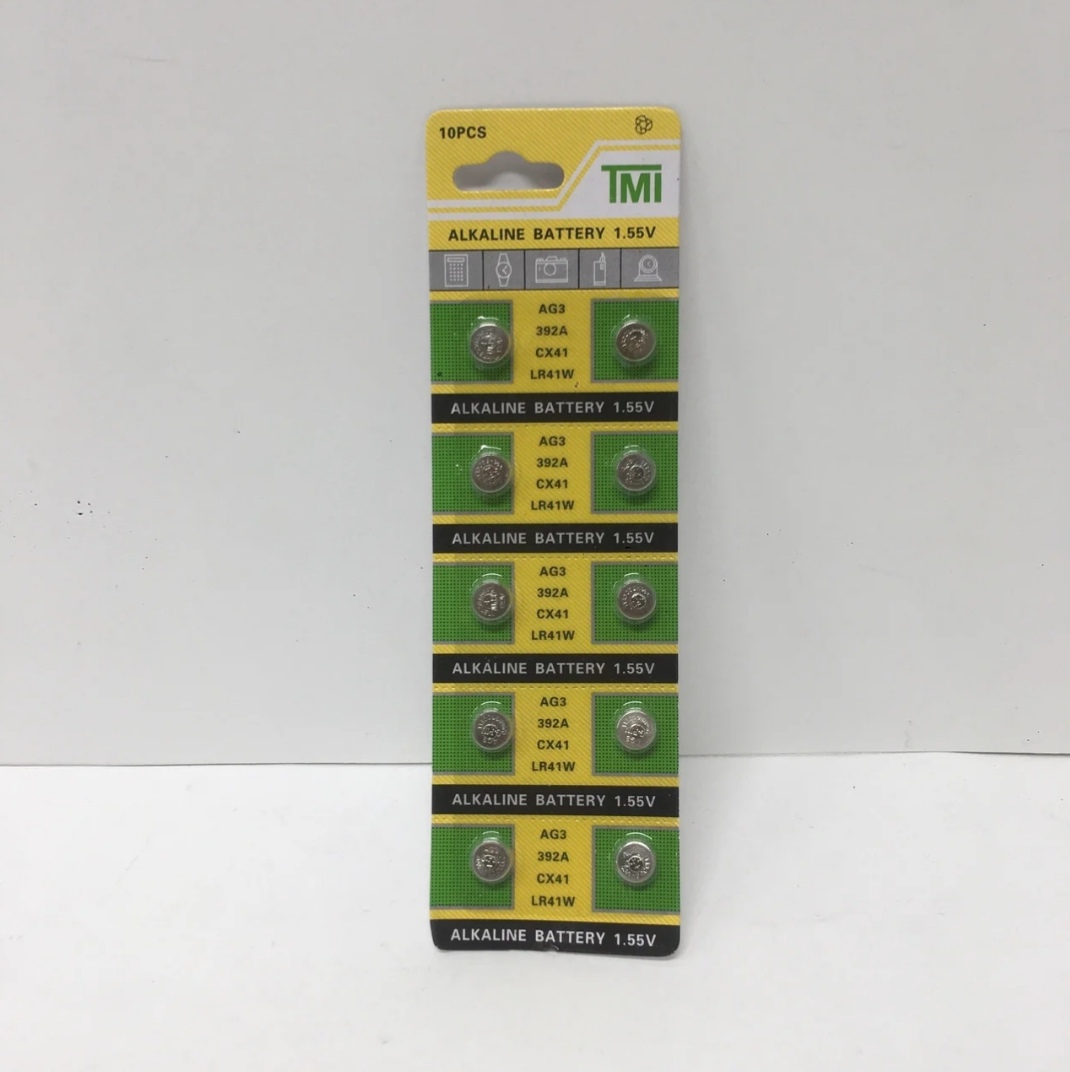 10PCS
TMI
ALKALINE BATTERY 1.55V
AG3
392A
CX41
LR41W
ALKALINE BATTERY 1.55V
AG3
392A
CX41
LR41W
ALKALINE BATTERY 1.55V
AG3
392A
CX41
LR41W
ALKALINE BATTERY 1.55V
AG3
392A
CX41
LR41W
ALKALINE BATTERY 1.55V
AG3
392A
CX41
LR41W
ALKALINE BATTERY 1.55V